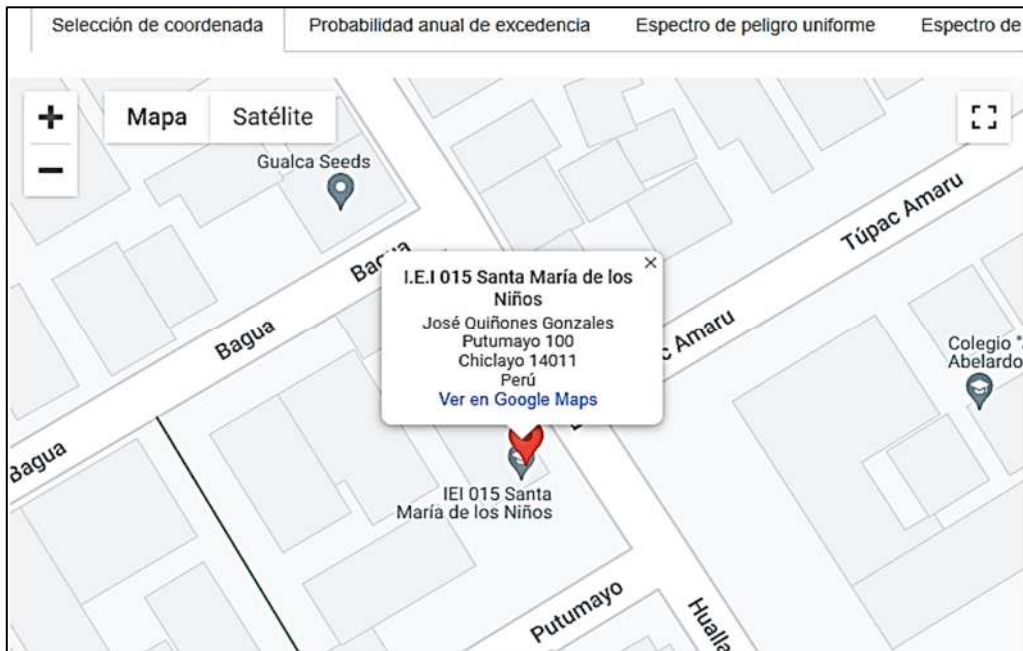 Selección de coordenada
Probabilidad anual de excedencia
Espectro de peligro uniforme
Espectro de
+
−
Mapa
Satélite
Gualca Seeds
Túpac Amaru
Bagua
I.E.I 015 Santa María de los
Niños
José Quiñones Gonzales
Putumayo 100
Chiclayo 14011
Perú
Ver en Google Maps
Amaru
Bagua
Colegio
Abelardo
Bagua
IEI 015 Santa
María de los Niños
Putumayo
Hualla